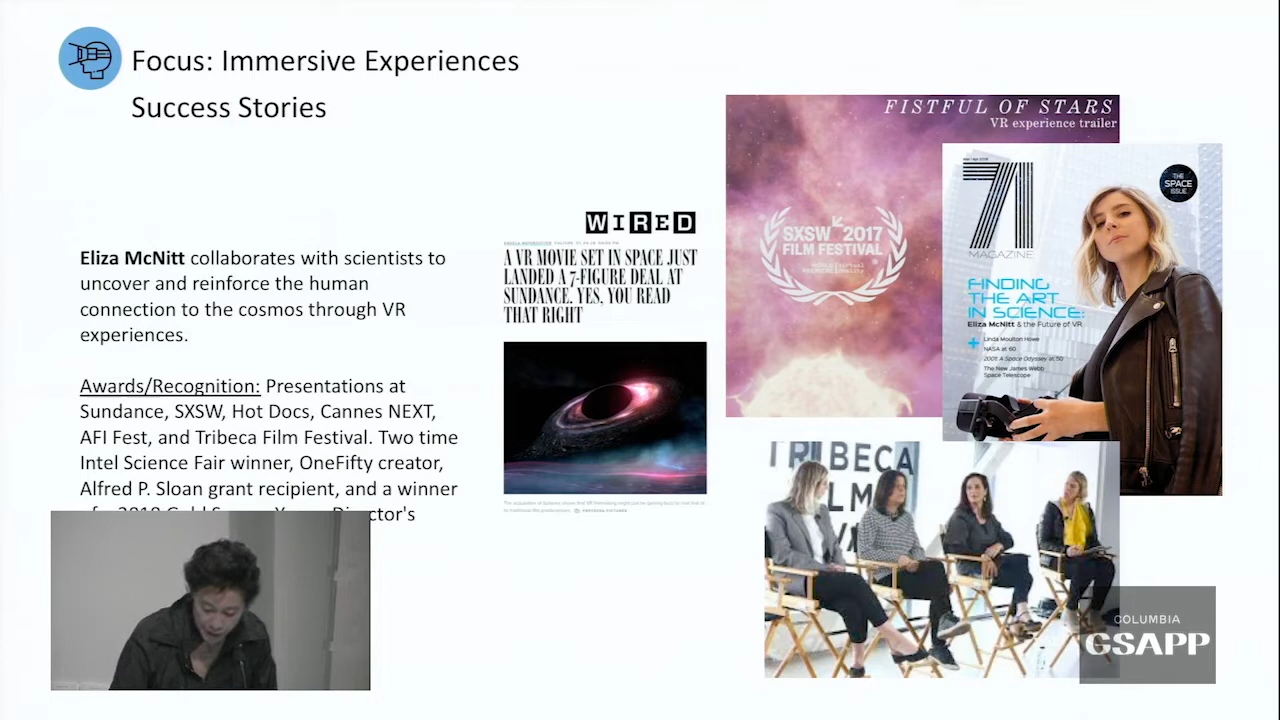 Focus: Immersive Experiences
Success Stories
Eliza McNitt collaborates with scientists to
uncover and reinforce the human
connection to the cosmos through VR
experiences.
Awards/Recognition: Presentations at
Sundance, SXSW, Hot Docs, Cannes NEXT,
AFI Fest, and Tribeca Film Festival. Two time
Intel Science Fair winner, OneFifty creator,
Alfred P. Sloan grant recipient, and a winner
Director's
WIRED
A VR MOVIE SET IN SPACE JUST
LANDED A 7-FIGURE DEAL AT
SUNDANCE. YES, YOU READ
THAT RIGHT
FISTFUL OF STARS
VR experience trailer
SXSW 2017
FILM FESTIVAL
71
MAGAZINE
THE
SPACE
ISSUE
FINDING
THE ART
IN SCIENCE:
Eliza McNitt & the Future of VR
+ Linda Moulton Howe
NASA at 60
2001: A Space Odyssey at 50
The New James Webb
Space Telescope
TRIBECA
COLUMBIA
GSAPP